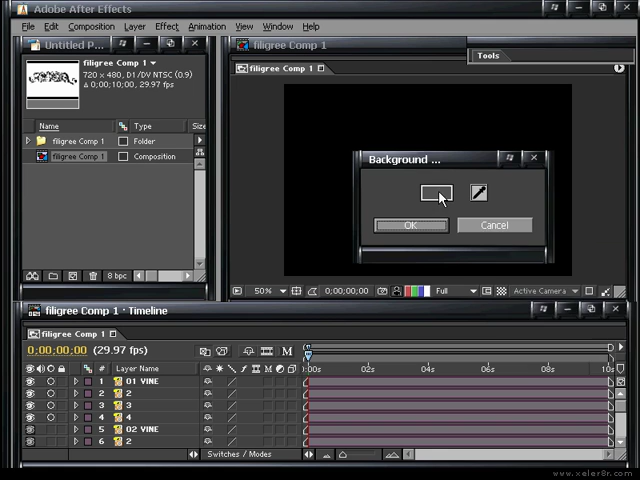 Adobe After Effects
File Edit Composition Layer Effect Animation View Window Help
Untitled P...
filigree Comp 1
Tools
filigree Comp 1
720 x 480, D1/DV NTSC (0.9)
Δ 0;00;10;00, 29.97 fps
filigree Comp 1
Name Type Size
filigree Comp 1 Folder
filigree Comp 1 Composition
Background ...
OK Cancel
8 bpc
50% 0;00;00;00 Full Active Camera
filigree Comp 1 · Timeline
filigree Comp 1
0;00;00;00 (29.97 fps) M
# Layer Name M :00s 02s 04s 06s 08s 10s
1 01 VINE
2 2
3 3
4 4
5 02 VINE
6 2
Switches / Modes
www.xeler8r.com